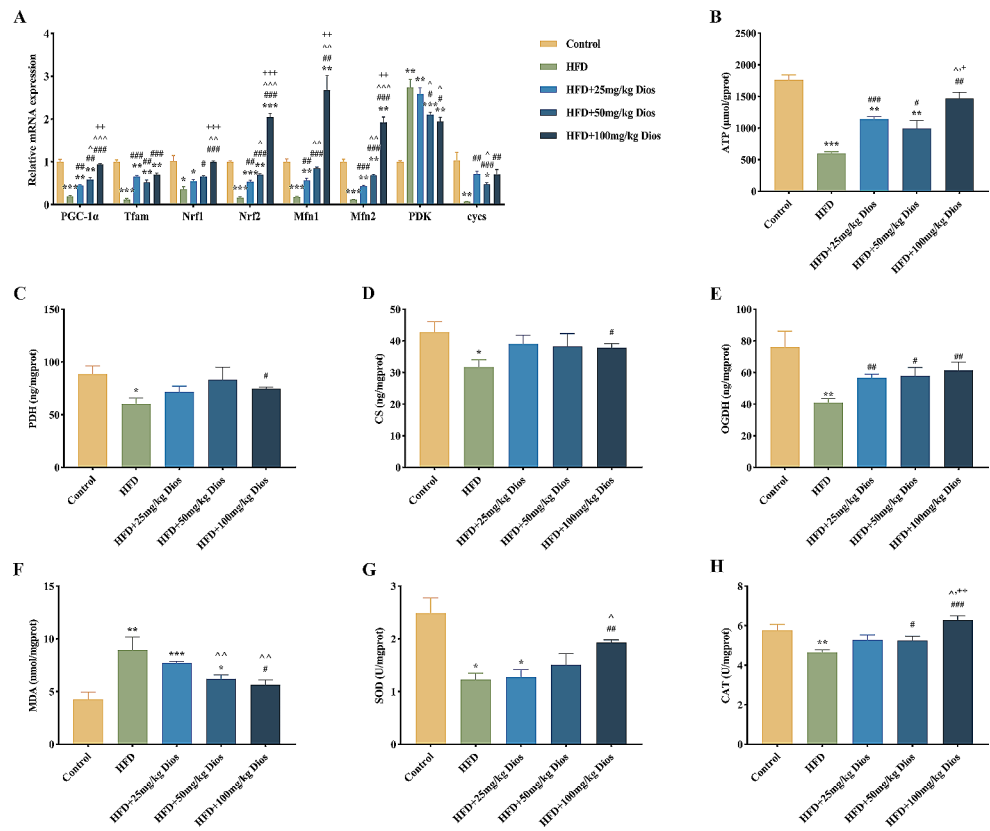 A
Relative mRNA expression
4
3
2
1
0
PGC-1α Tfam Nrf1 Nrf2 Mfn1 Mfn2 PDK cycs
Control
HFD
HFD+25mg/kg Dios
HFD+50mg/kg Dios
HFD+100mg/kg Dios
B
ATP (μmol/gprot)
2500
2000
1500
1000
500
0
*** 
###
**
#
**
^,+
##
Control
HFD
HFD+25mg/kg Dios
HFD+50mg/kg Dios
HFD+100mg/kg Dios
C
PDH (ng/mgprot)
150
100
50
0
*
#
Control
HFD
HFD+25mg/kg Dios
HFD+50mg/kg Dios
HFD+100mg/kg Dios
D
CS (ng/mgprot)
50
40
30
20
10
0
*
#
Control
HFD
HFD+25mg/kg Dios
HFD+50mg/kg Dios
HFD+100mg/kg Dios
E
OGDH (ng/mgprot)
100
80
60
40
20
0
**
##
#
##
Control
HFD
HFD+25mg/kg Dios
HFD+50mg/kg Dios
HFD+100mg/kg Dios
F
MDA (nmol/mgprot)
15
10
5
0
**
***
^^
*
^^
#
Control
HFD
HFD+25mg/kg Dios
HFD+50mg/kg Dios
HFD+100mg/kg Dios
G
SOD (U/mgprot)
3
2
1
0
*
*
^
##
Control
HFD
HFD+25mg/kg Dios
HFD+50mg/kg Dios
HFD+100mg/kg Dios
H
CAT (U/mgprot)
8
6
4
2
0
**
#
^,++
###
Control
HFD
HFD+25mg/kg Dios
HFD+50mg/kg Dios
HFD+100mg/kg Dios